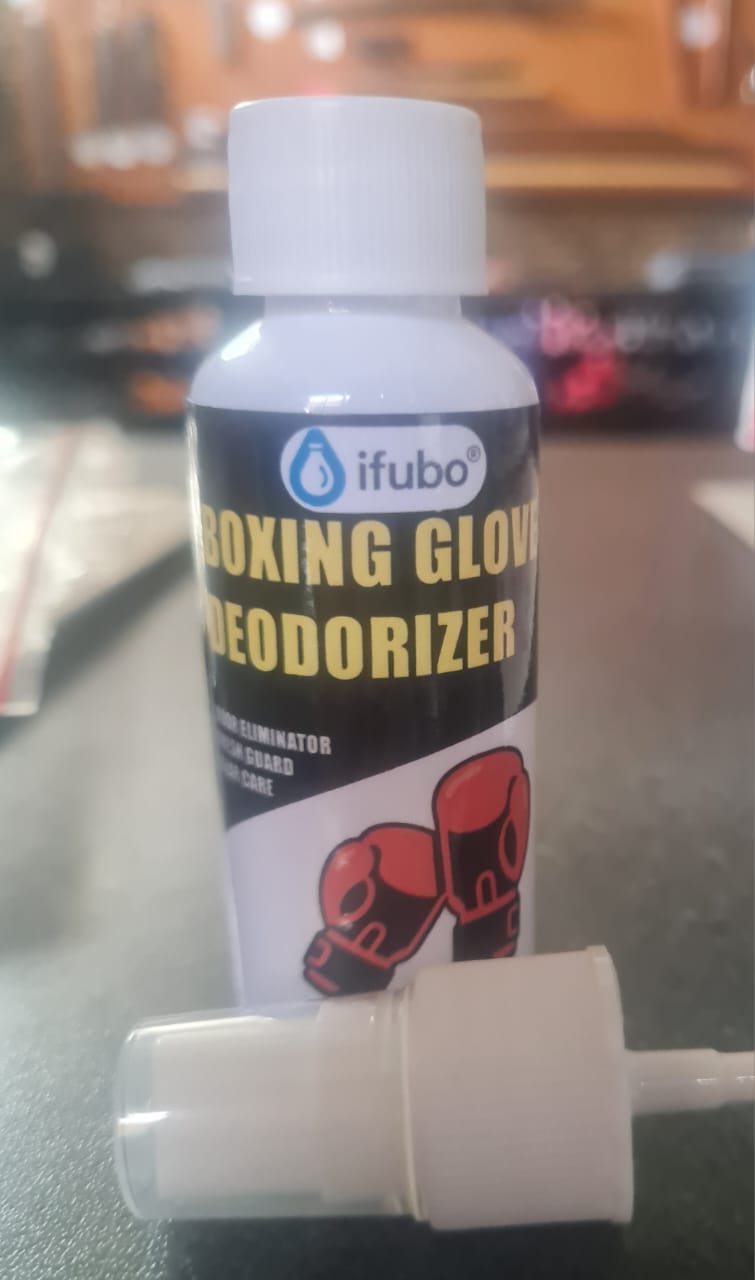 ifubo®
BOXING GLOVE
DEODORIZER
ELIMINATOR
GUARD
CARE